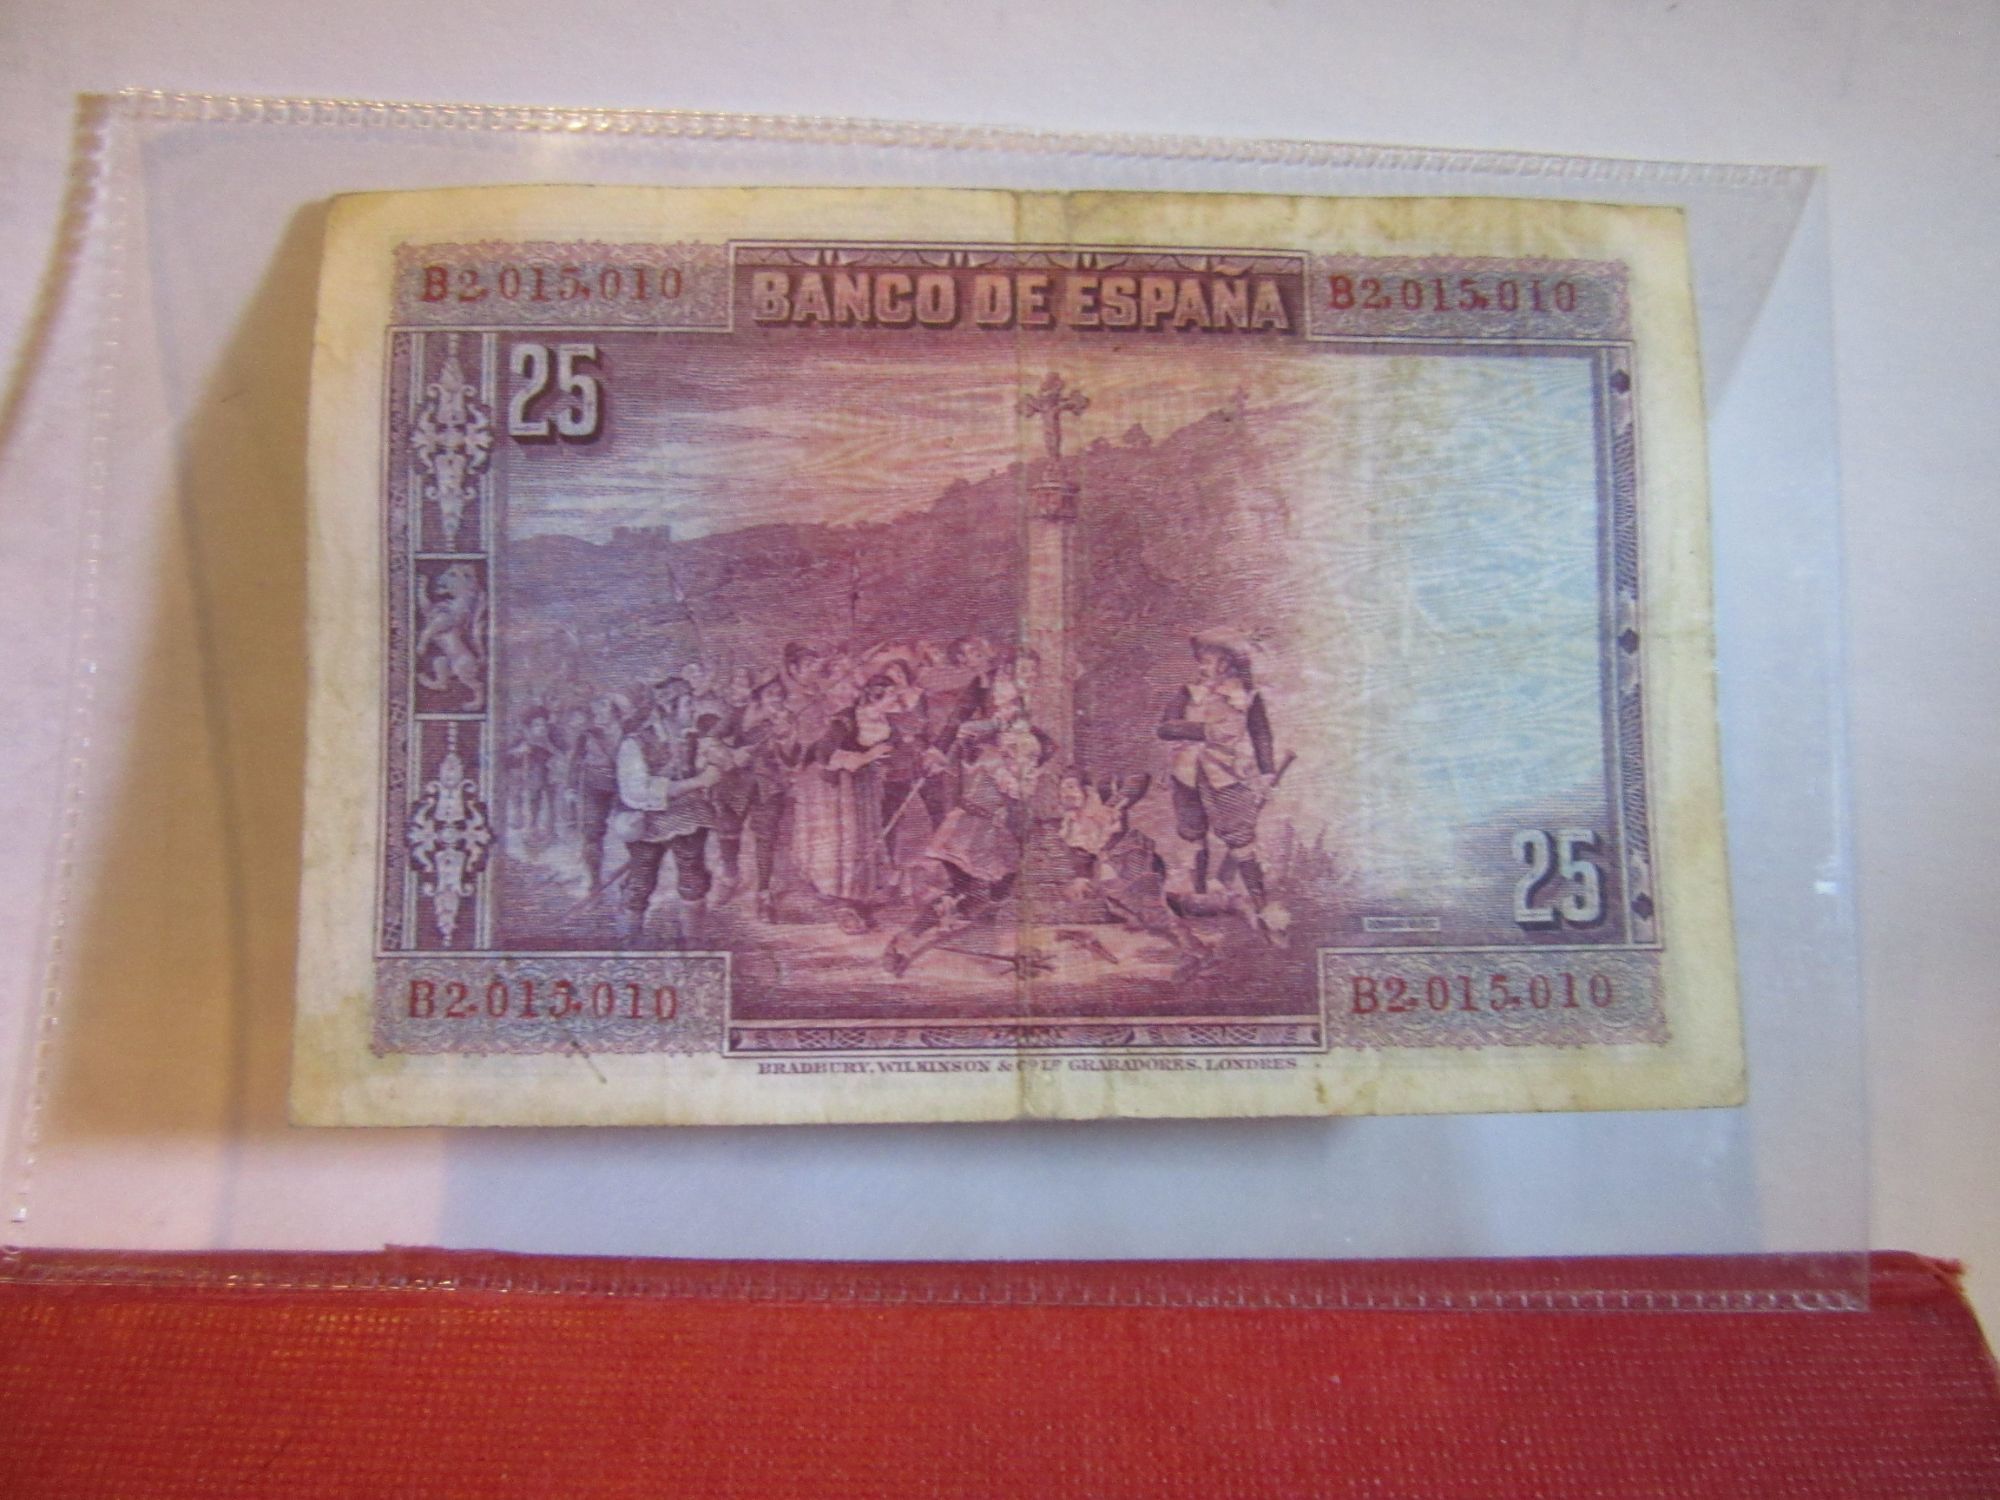 B2,015,010
BANCO DE ESPAÑA
B2,015,010
25
25
B2,015,010
B2,015,010
BRADBURY, WILKINSON & Cº Lº GRABADORES, LONDRES